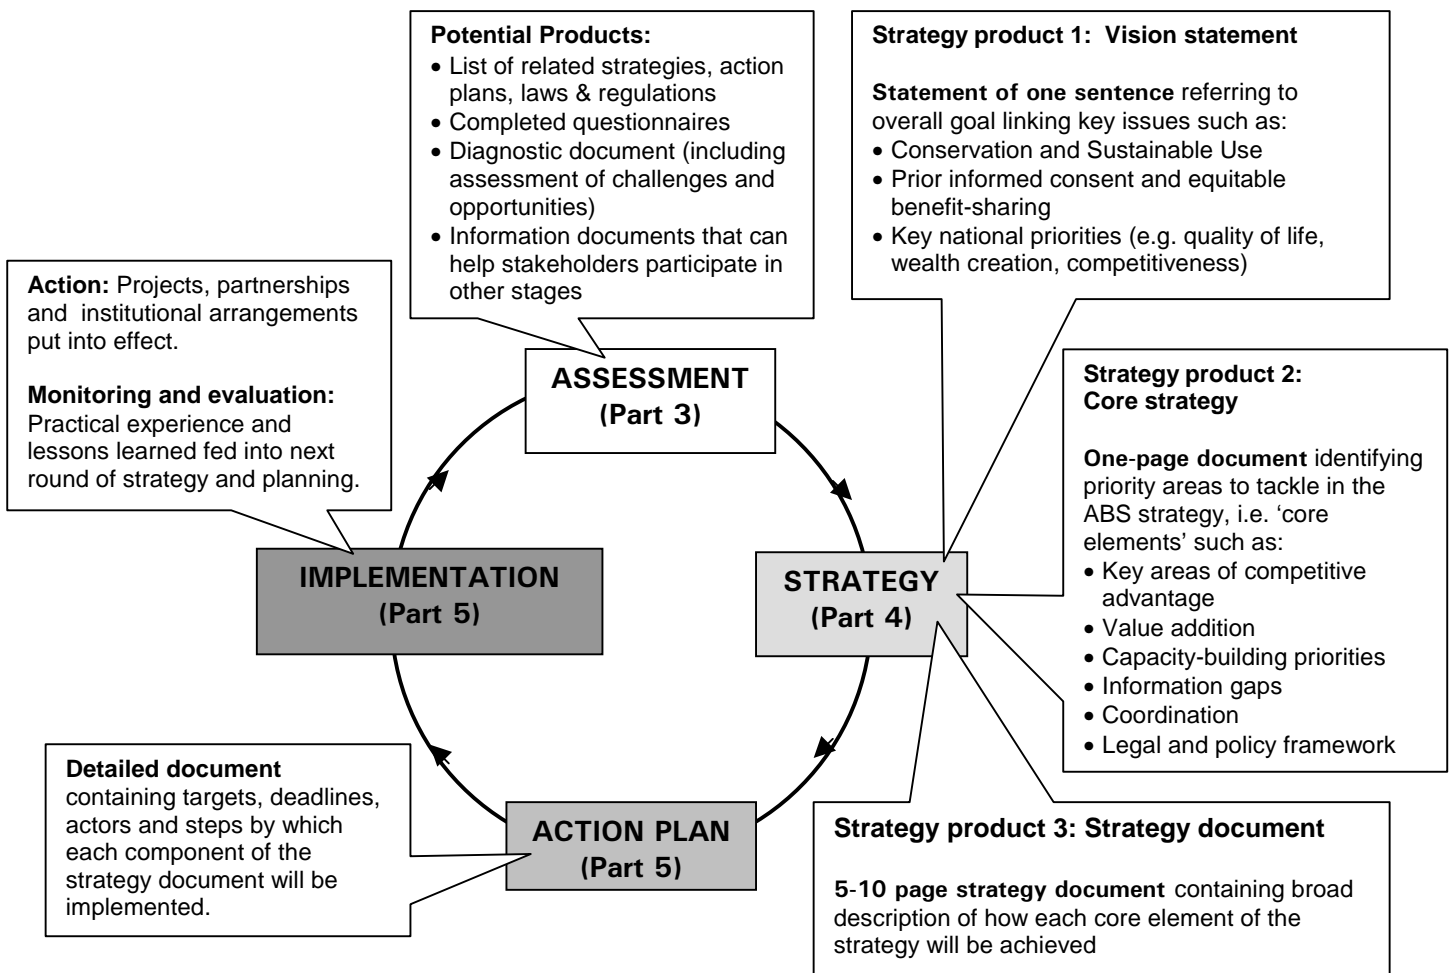 Potential Products:
• List of related strategies, action
plans, laws & regulations
• Completed questionnaires
• Diagnostic document (including
assessment of challenges and
opportunities)
• Information documents that can
help stakeholders participate in
other stages
Strategy product 1: Vision statement
Statement of one sentence referring to
overall goal linking key issues such as:
• Conservation and Sustainable Use
• Prior informed consent and equitable
benefit-sharing
• Key national priorities (e.g. quality of life,
wealth creation, competitiveness)
Action: Projects, partnerships
and institutional arrangements
put into effect.
Monitoring and evaluation:
Practical experience and
lessons learned fed into next
round of strategy and planning.
ASSESSMENT
(Part 3)
Strategy product 2:
Core strategy
One-page document identifying
priority areas to tackle in the
ABS strategy, i.e. ‘core
elements’ such as:
• Key areas of competitive
advantage
• Value addition
• Capacity-building priorities
• Information gaps
• Coordination
• Legal and policy framework
IMPLEMENTATION
(Part 5)
STRATEGY
(Part 4)
Detailed document
containing targets, deadlines,
actors and steps by which
each component of the
strategy document will be
implemented.
ACTION PLAN
(Part 5)
Strategy product 3: Strategy document
5-10 page strategy document containing broad
description of how each core element of the
strategy will be achieved